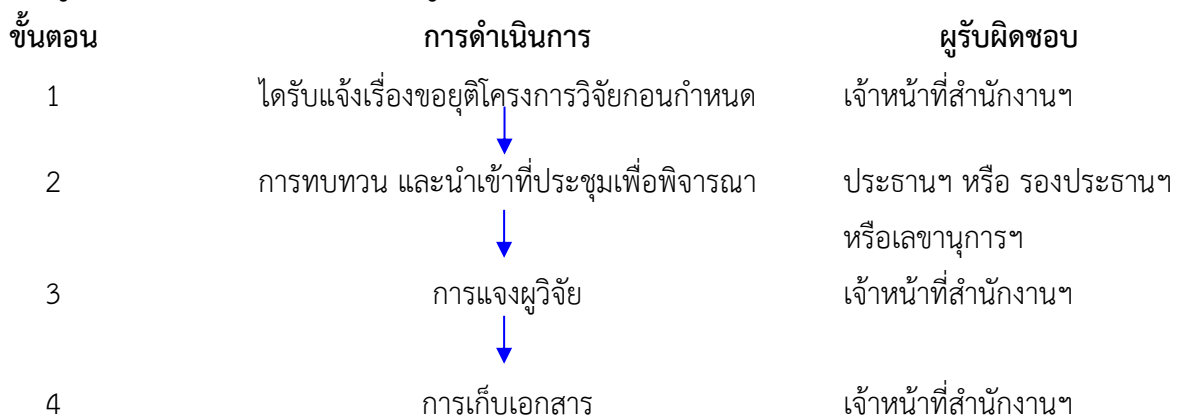 ขั้นตอน การดำเนินการ ผูรับผิดชอบ
1 ไดรับแจ้งเรื่องขอยุติโครงการวิจัยกอนกำหนด เจ้าหน้าที่สำนักงานฯ
2 การทบทวน และนำเข้าที่ประชุมเพื่อพิจารณา ประธานฯ หรือ รองประธานฯ
หรือเลขานุการฯ
3 การแจงผูวิจัย เจ้าหน้าที่สำนักงานฯ
4 การเก็บเอกสาร เจ้าหน้าที่สำนักงานฯ